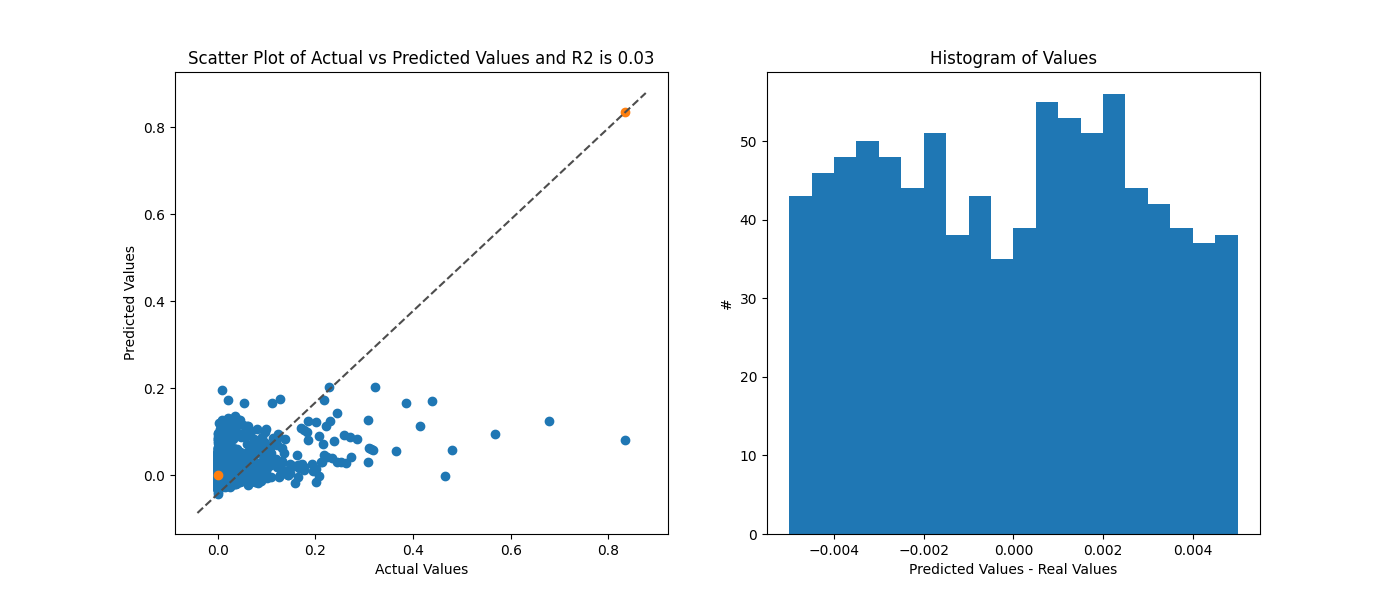 Scatter Plot of Actual vs Predicted Values and R2 is 0.03
Predicted Values
0.8
0.6
0.4
0.2
0.0
0.0 0.2 0.4 0.6 0.8
Actual Values
Histogram of Values
#
50
40
30
20
10
0
−0.004 −0.002 0.000 0.002 0.004
Predicted Values - Real Values